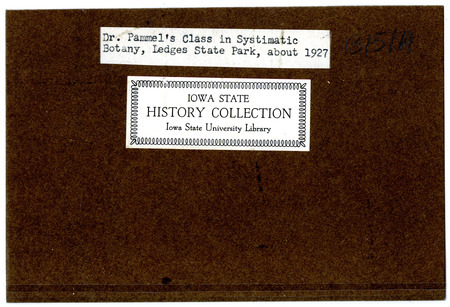 Dr. Pammel's Class in Systimatic
Botany, Ledges State Park, about 1927
IOWA STATE
HISTORY COLLECTION
Iowa State University Library